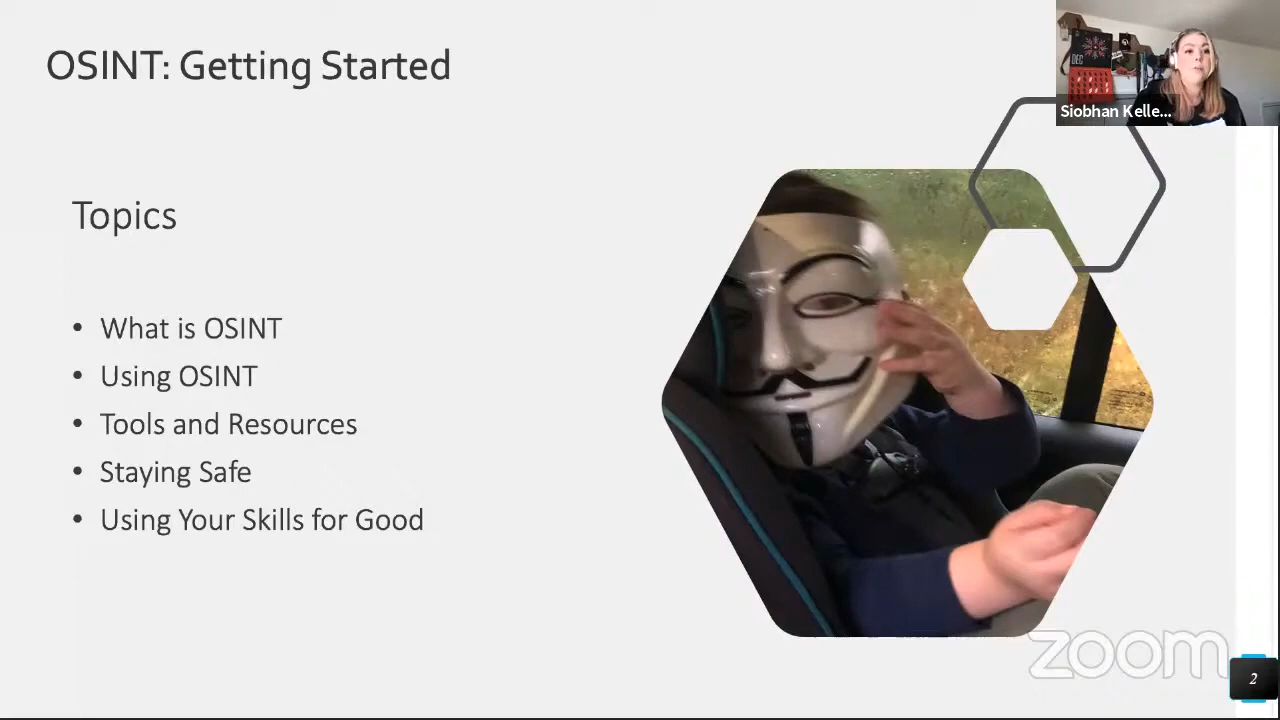 OSINT: Getting Started
DEC
Siobhan Kelle...
Topics
• What is OSINT
• Using OSINT
• Tools and Resources
• Staying Safe
• Using Your Skills for Good
zoom
2